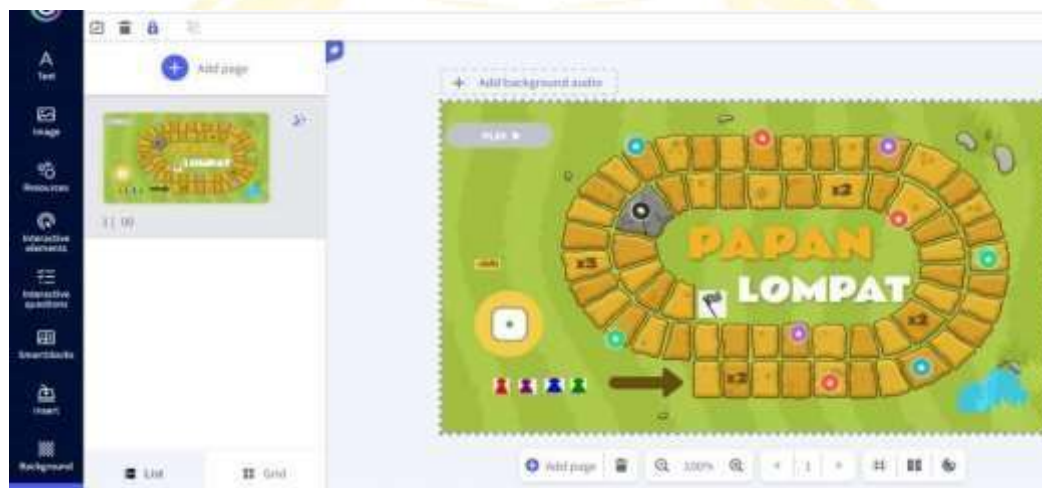 Text
Image
Resources
Interactive
elements
Interactive
questions
Smartblocks
Insert
Background
Add page
List
Grid
Add background audio
PLAY
x2
x3
PAPAN
LOMPAT
x2
x2
Add page
100%
1